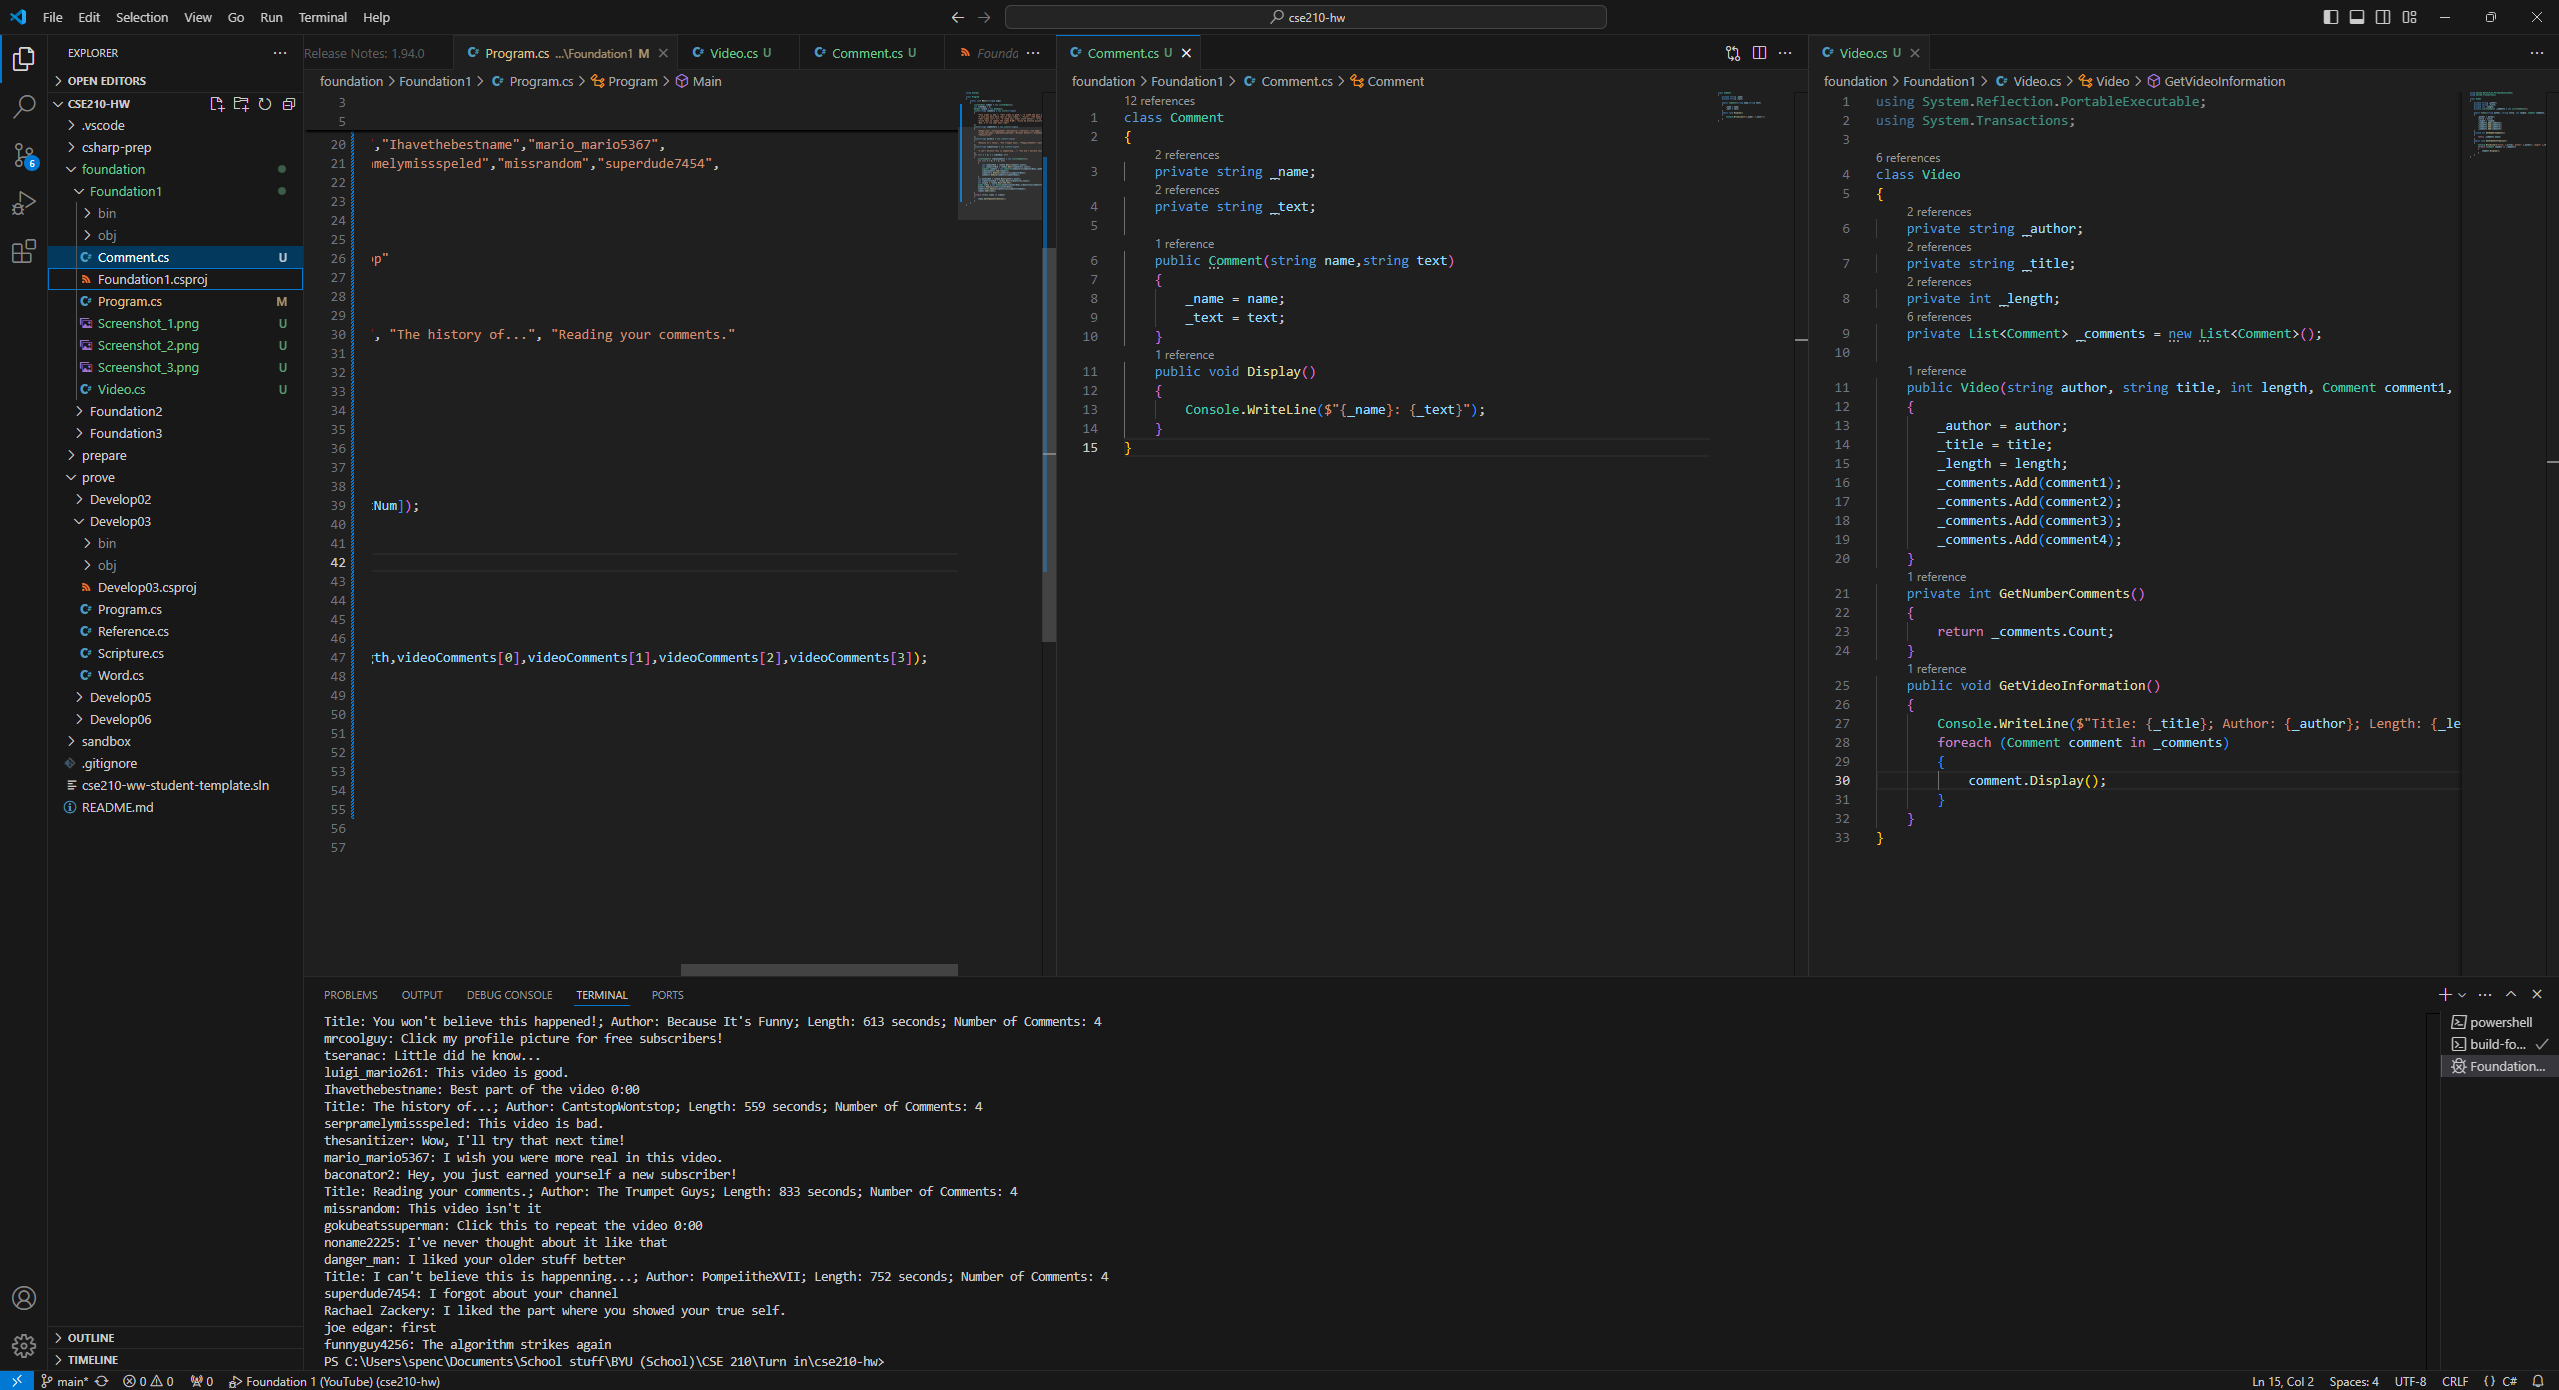 File Edit Selection View Go Run Terminal Help
cse210-hw
EXPLORER
OPEN EDITORS
CSE210-HW
.vscode
csharp-prep
foundation
Foundation1
bin
obj
Comment.cs U
Foundation1.csproj
Program.cs M
Screenshot_1.png U
Screenshot_2.png U
Screenshot_3.png U
Video.cs U
Foundation2
Foundation3
prepare
prove
Develop02
Develop03
bin
obj
Develop03.csproj
Program.cs
Reference.cs
Scripture.cs
Word.cs
Develop05
Develop06
sandbox
.gitignore
cse210-ww-student-template.sln
README.md
OUTLINE
TIMELINE
Release Notes: 1.94.0
Program.cs ...\Foundation1 M
Video.cs U
Comment.cs U
Founda
foundation > Foundation1 > Program.cs > Program > Main
3
5
20 ","Ihavethebestname","mario_mario5367",
21 amelymissspeled","missrandom","superdude7454",
22
23
24
25
26 op"
27
28
29
30 ", "The history of...", "Reading your comments."
31
32
33
34
35
36
37
38
39 tNum]);
40
41
42
43
44
45
46
47 gth,videoComments[0],videoComments[1],videoComments[2],videoComments[3]);
48
49
50
51
52
53
54
55
56
57
Comment.cs U
foundation > Foundation1 > Comment.cs > Comment
12 references
1 class Comment
2 {
2 references
3 private string _name;
2 references
4 private string _text;
5
1 reference
6 public Comment(string name,string text)
7 {
8 _name = name;
9 _text = text;
10 }
1 reference
11 public void Display()
12 {
13 Console.WriteLine($"{_name}: {_text}");
14 }
15 }
Video.cs U
foundation > Foundation1 > Video.cs > Video > GetVideoInformation
1 using System.Reflection.PortableExecutable;
2 using System.Transactions;
3
6 references
4 class Video
5 {
2 references
6 private string _author;
2 references
7 private string _title;
2 references
8 private int _length;
6 references
9 private List<Comment> _comments = new List<Comment>();
10
1 reference
11 public Video(string author, string title, int length, Comment comment1,
12 {
13 _author = author;
14 _title = title;
15 _length = length;
16 _comments.Add(comment1);
17 _comments.Add(comment2);
18 _comments.Add(comment3);
19 _comments.Add(comment4);
20 }
1 reference
21 private int GetNumberComments()
22 {
23 return _comments.Count;
24 }
1 reference
25 public void GetVideoInformation()
26 {
27 Console.WriteLine($"Title: {_title}; Author: {_author}; Length: {_le
28 foreach (Comment comment in _comments)
29 {
30 comment.Display();
31 }
32 }
33 }
PROBLEMS OUTPUT DEBUG CONSOLE TERMINAL PORTS
Title: You won't believe this happened!; Author: Because It's Funny; Length: 613 seconds; Number of Comments: 4
mrcoolguy: Click my profile picture for free subscribers!
tseranac: Little did he know...
luigi_mario261: This video is good.
Ihavethebestname: Best part of the video 0:00
Title: The history of...; Author: CantstopWontstop; Length: 559 seconds; Number of Comments: 4
serpramelymissspeled: This video is bad.
thesanitizer: Wow, I'll try that next time!
mario_mario5367: I wish you were more real in this video.
baconator2: Hey, you just earned yourself a new subscriber!
Title: Reading your comments.; Author: The Trumpet Guys; Length: 833 seconds; Number of Comments: 4
missrandom: This video isn't it
gokubeatssuperman: Click this to repeat the video 0:00
noname2225: I've never thought about it like that
danger_man: I liked your older stuff better
Title: I can't believe this is happenning...; Author: PompeiitheXVII; Length: 752 seconds; Number of Comments: 4
superdude7454: I forgot about your channel
Rachael Zackery: I liked the part where you showed your true self.
joe edgar: first
funnyguy4256: The algorithm strikes again
PS C:\Users\spenc\Documents\School stuff\BYU (School)\CSE 210\Turn in\cse210-hw>
powershell
build-fo...
Foundation...
6
main* 0 0 0 Foundation 1 (YouTube) (cse210-hw)
Ln 15, Col 2 Spaces: 4 UTF-8 CRLF {} C#